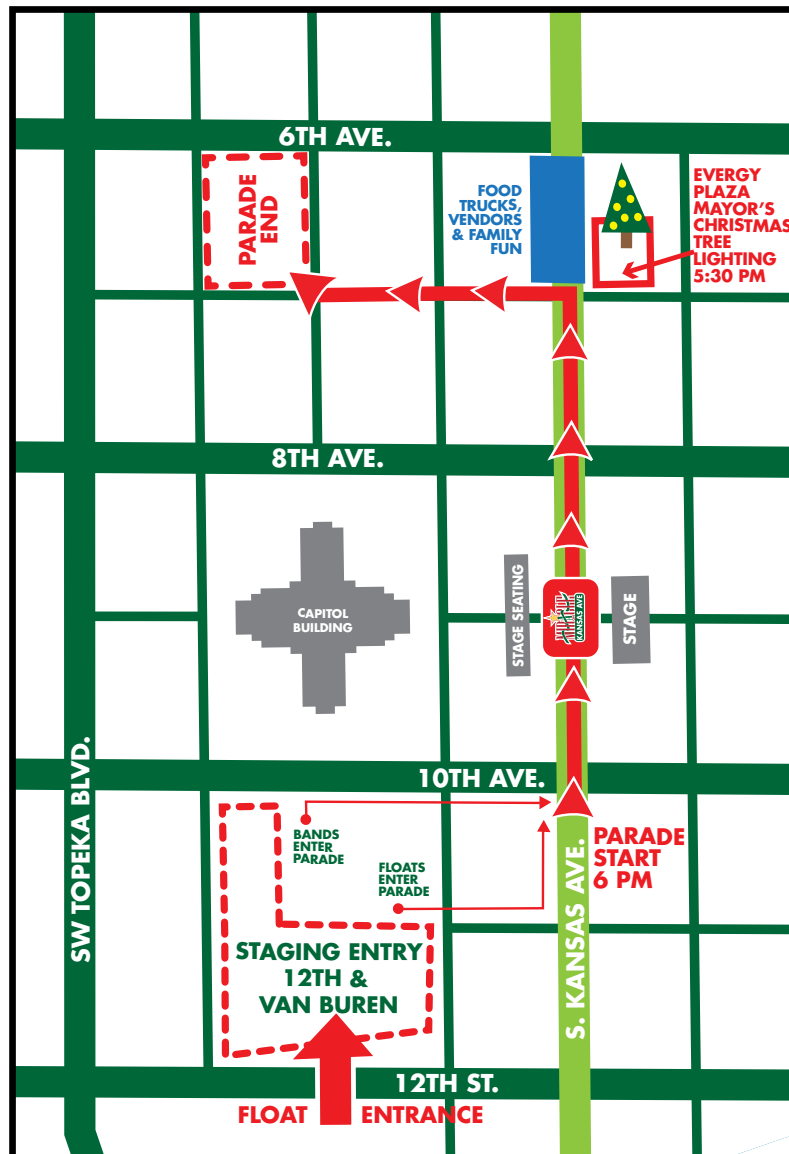 6TH AVE.
PARADE
END
FOOD
TRUCKS,
VENDORS
& FAMILY
FUN
EVERGY
PLAZA
MAYOR'S
CHRISTMAS
TREE
LIGHTING
5:30 PM
8TH AVE.
CAPITOL
BUILDING
STAGE SEATING
KANSAS AVE
STAGE
SW TOPEKA BLVD.
10TH AVE.
BANDS
ENTER
PARADE
FLOATS
ENTER
PARADE
PARADE
START
6 PM
S. KANSAS AVE.
STAGING ENTRY
12TH &
VAN BUREN
12TH ST.
FLOAT ENTRANCE